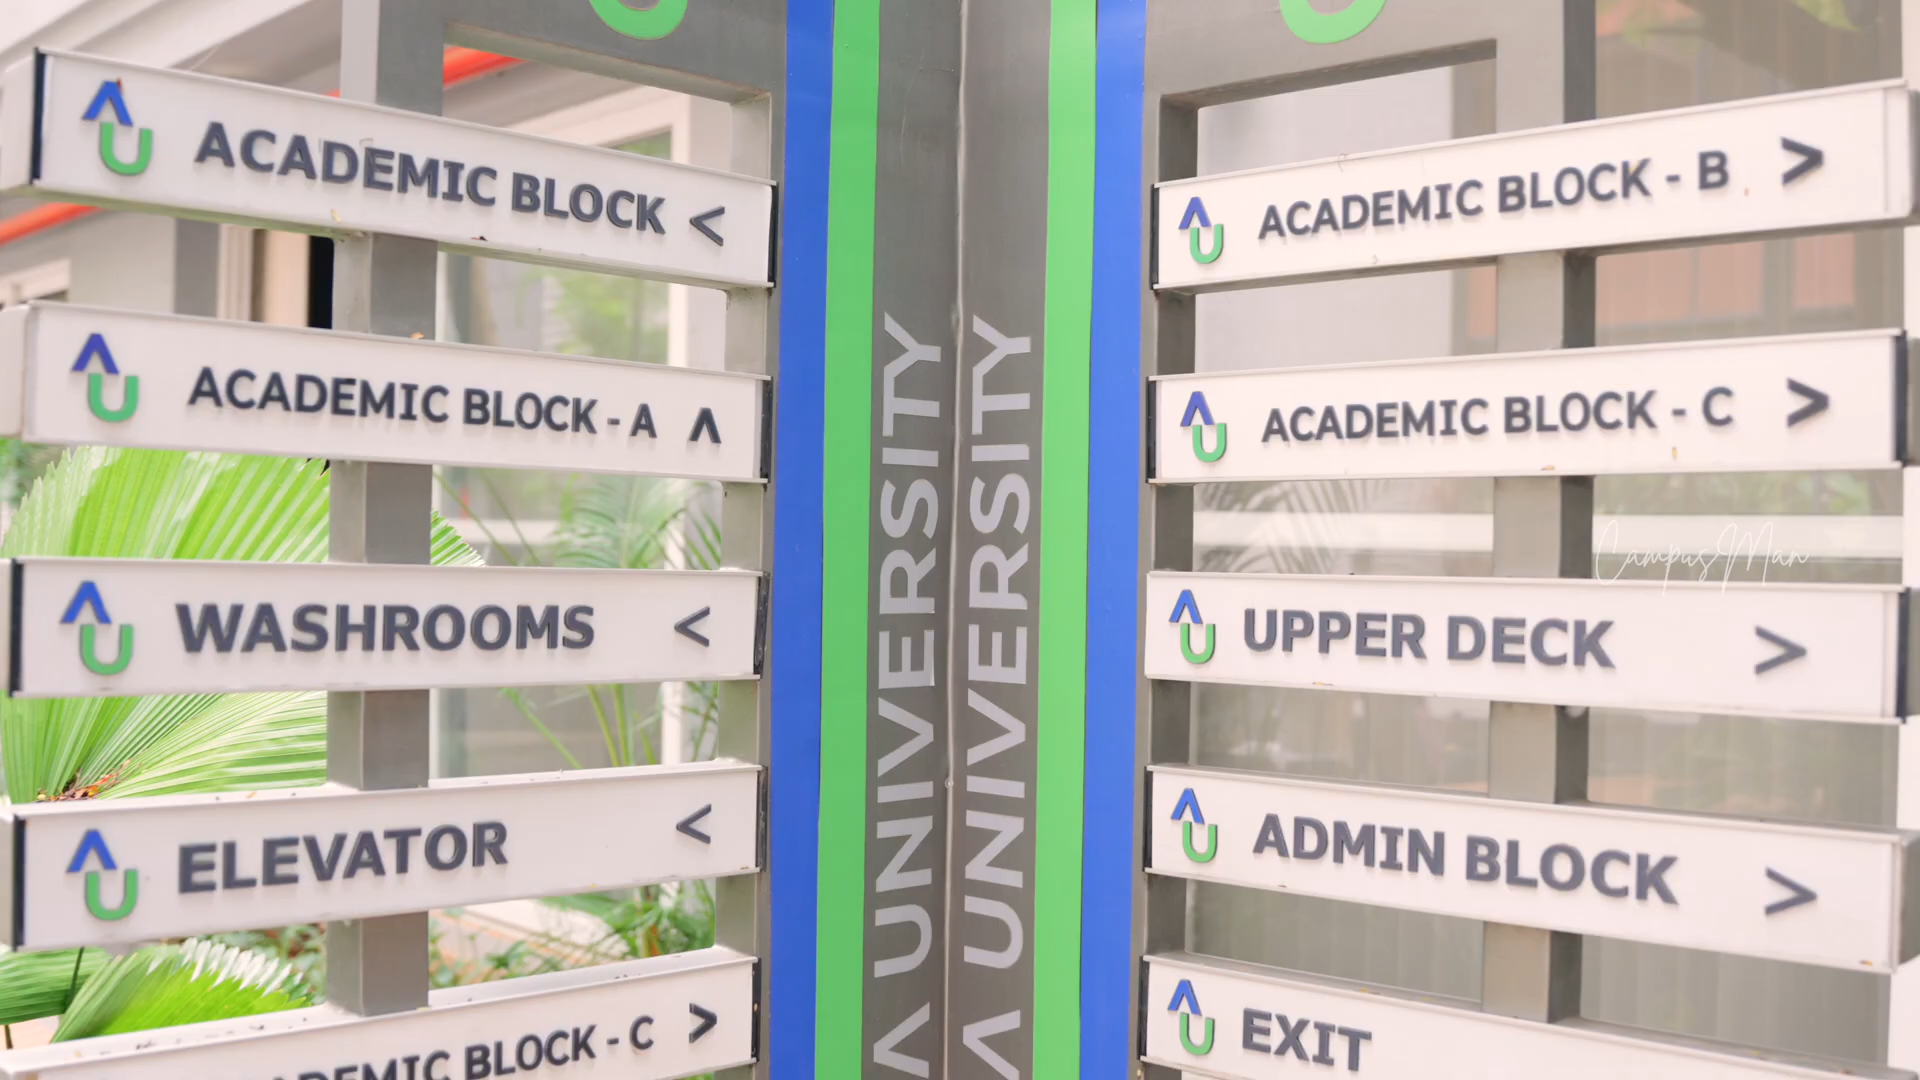 ACADEMIC BLOCK <
ACADEMIC BLOCK - A ∧
WASHROOMS <
ELEVATOR <
BLOCK - C >
UNIVERSITY
UNIVERSITY
ACADEMIC BLOCK - B >
ACADEMIC BLOCK - C >
CampusMan
UPPER DECK >
ADMIN BLOCK >
EXIT